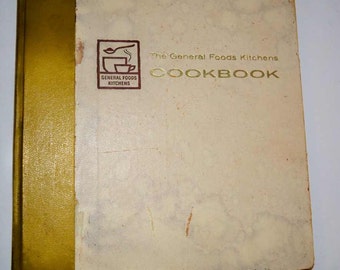 The General Foods Kitchens
COOKBOOK
GENERAL FOODS
KITCHENS